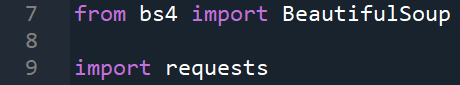 7 from bs4 import BeautifulSoup
8
9 import requests